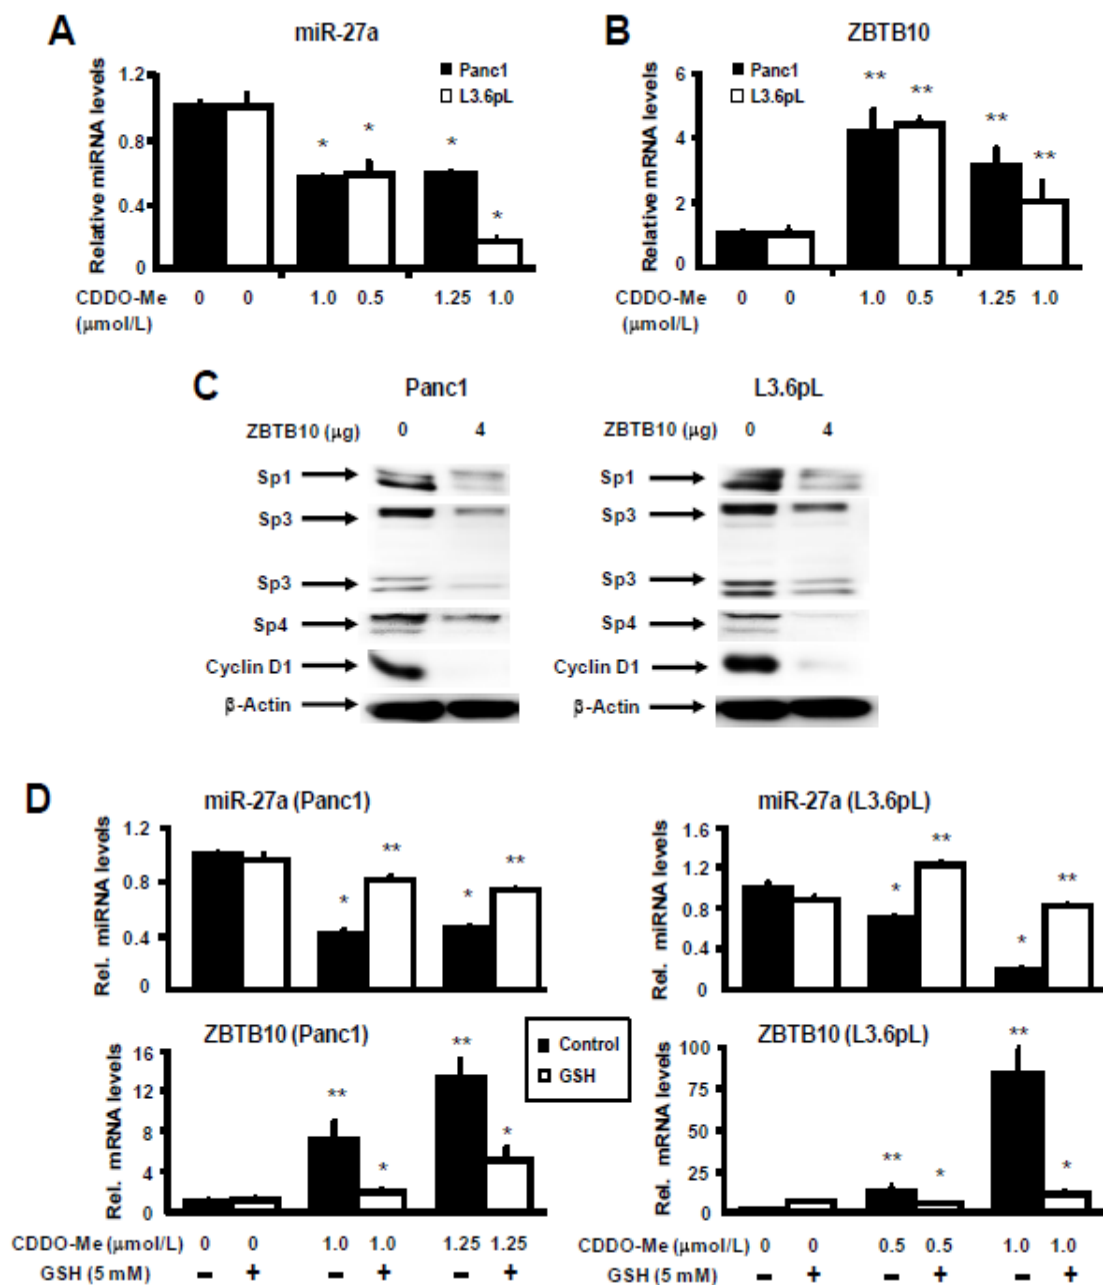 A
miR-27a
Relative miRNA levels
1.2
0.8
0.4
0
Panc1
L3.6pL
* * * *
CDDO-Me 0 0 1.0 0.5 1.25 1.0
(μmol/L)
B
ZBTB10
Relative mRNA levels
6
4
2
0
Panc1
L3.6pL
** ** ** **
CDDO-Me 0 0 1.0 0.5 1.25 1.0
(μmol/L)
C
Panc1
ZBTB10 (μg) 0 4
Sp1
Sp3
Sp3
Sp4
Cyclin D1
β-Actin
L3.6pL
ZBTB10 (μg) 0 4
Sp1
Sp3
Sp3
Sp4
Cyclin D1
β-Actin
D
miR-27a (Panc1)
Rel. miRNA levels
1.2
0.8
0.4
0
* ** * **
miR-27a (L3.6pL)
Rel. miRNA levels
1.6
1.2
0.8
0.4
0
* ** * **
ZBTB10 (Panc1)
Rel. mRNA levels
16
12
8
4
0
** * ** *
Control
GSH
CDDO-Me (μmol/L) 0 0 1.0 1.0 1.25 1.25
GSH (5 mM) – + – + – +
ZBTB10 (L3.6pL)
Rel. mRNA levels
100
75
50
25
0
** * ** *
CDDO-Me (μmol/L) 0 0 0.5 0.5 1.0 1.0
GSH (5 mM) – + – + – +